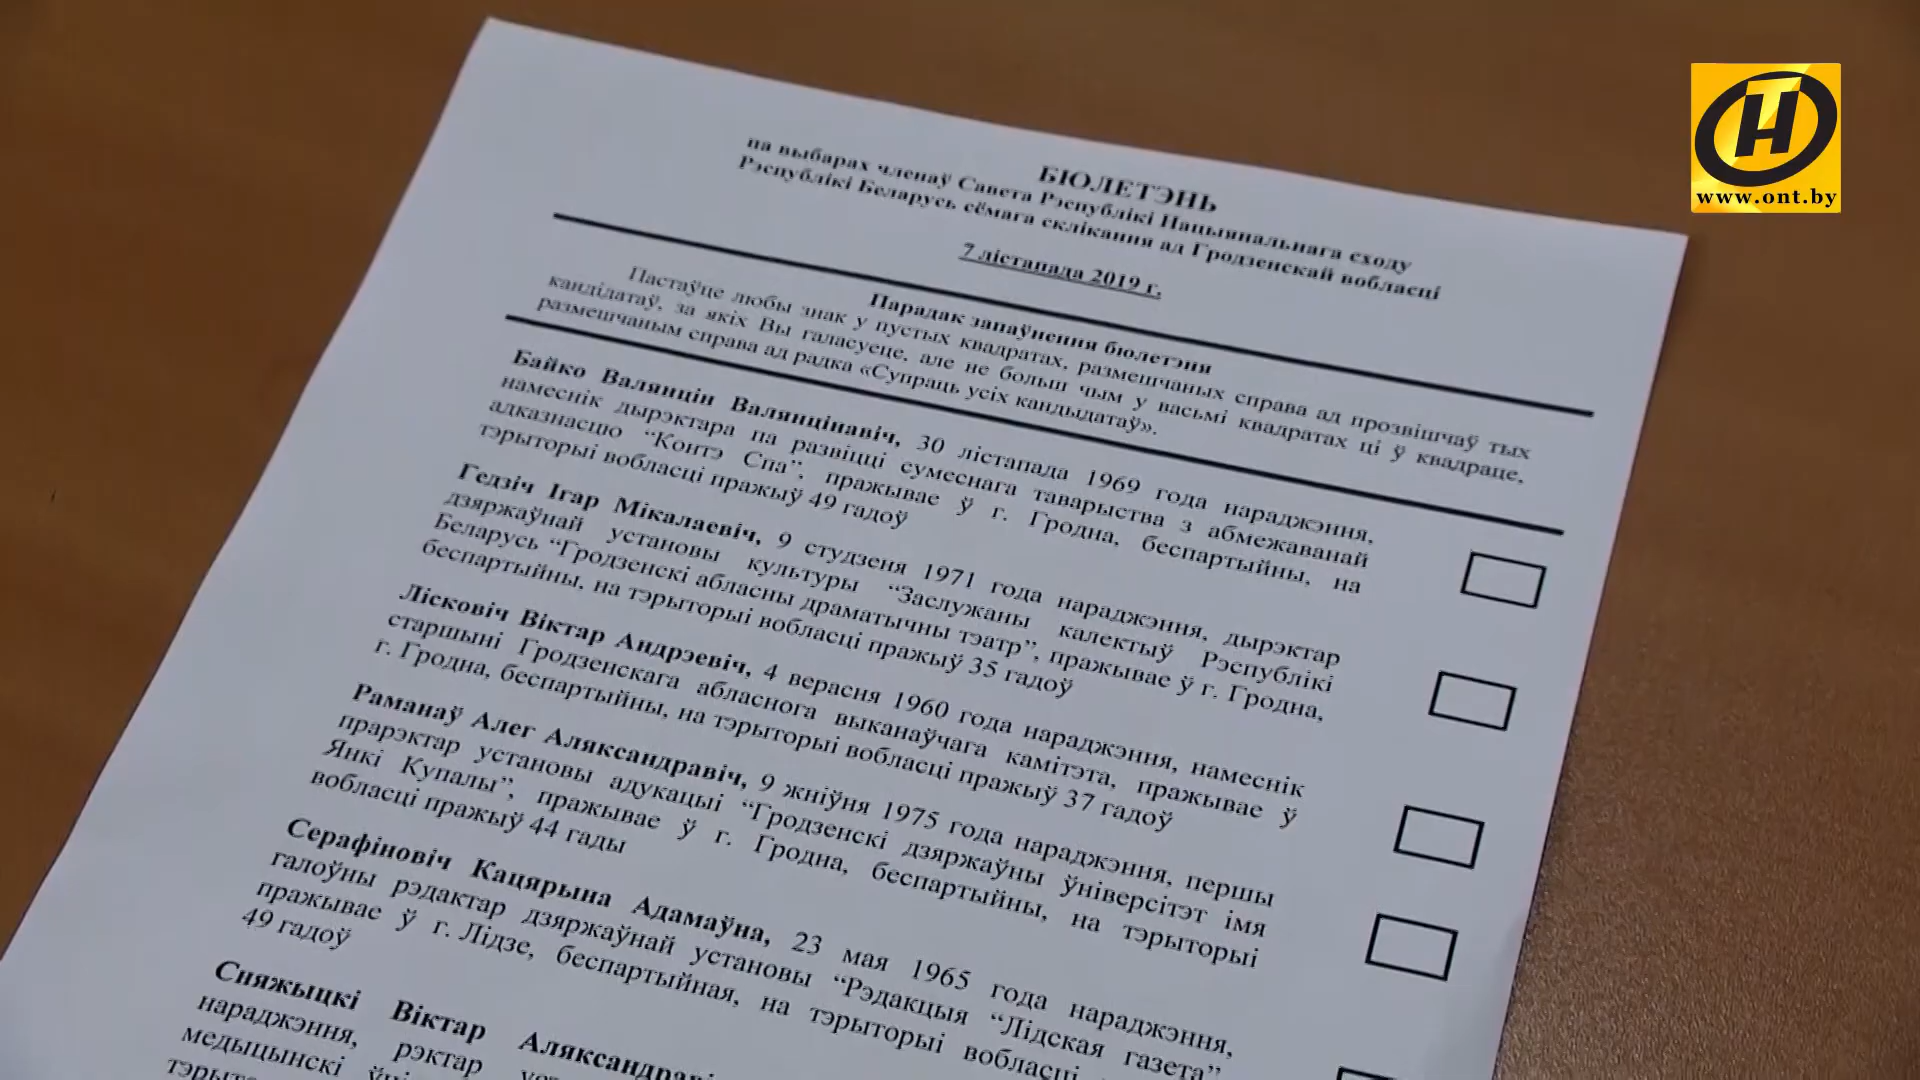 БЮЛЕТЭНЬ
па выбарах членаў Савета Рэспублікі Нацыянальнага сходу
Рэспублікі Беларусь сёмага склікання ад Гродзенскай вобласці
7 лістапада 2019 г.
Парадак запаўнення бюлетэня
Пастаўце любы знак у пустых квадратах, размешчаных справа ад прозвішчаў тых
кандідатаў, за якіх Вы галасуеце, але не больш чым у васьмі квадратах ці ў квадраце,
размешчаным справа ад радка «Супраць усіх кандыдатаў».
Байко Валянцін Валянцінавіч, 30 лістапада 1969 года нараджэння,
намеснік дырэктара па развіцці сумеснага таварыства з абмежаванай
адказнасцю “Контэ Спа”, пражывае ў г. Гродна, беспартыйны, на
тэрыторыі вобласці пражыў 49 гадоў
Гедзіч Ігар Мікалаевіч, 9 студзеня 1971 года нараджэння, дырэктар
дзяржаўнай установы культуры “Заслужаны калектыў Рэспублікі
Беларусь “Гродзенскі абласны драматычны тэатр”, пражывае ў г. Гродна,
беспартыйны, на тэрыторыі вобласці пражыў 35 гадоў
Лісковіч Віктар Андрэевіч, 4 верасня 1960 года нараджэння, намеснік
старшыні Гродзенскага абласнога выканаўчага камітэта, пражывае ў
г. Гродна, беспартыйны, на тэрыторыі вобласці пражыў 37 гадоў
Раманаў Алег Аляксандравіч, 9 жніўня 1975 года нараджэння, першы
прарэктар установы адукацыі “Гродзенскі дзяржаўны ўніверсітэт імя
Янкі Купалы”, пражывае ў г. Гродна, беспартыйны, на тэрыторыі
вобласці пражыў 44 гады
Серафіновіч Кацярына Адамаўна, 23 мая 1965 года нараджэння,
галоўны рэдактар дзяржаўнай установы “Рэдакцыя “Лідская газета”
пражывае ў г. Лідзе, беспартыйная, на тэрыторыі вобласці
49 гадоў
Сняжыцкі Віктар
нараджэння, рэктар
медыцынскі
H
www.ont.by